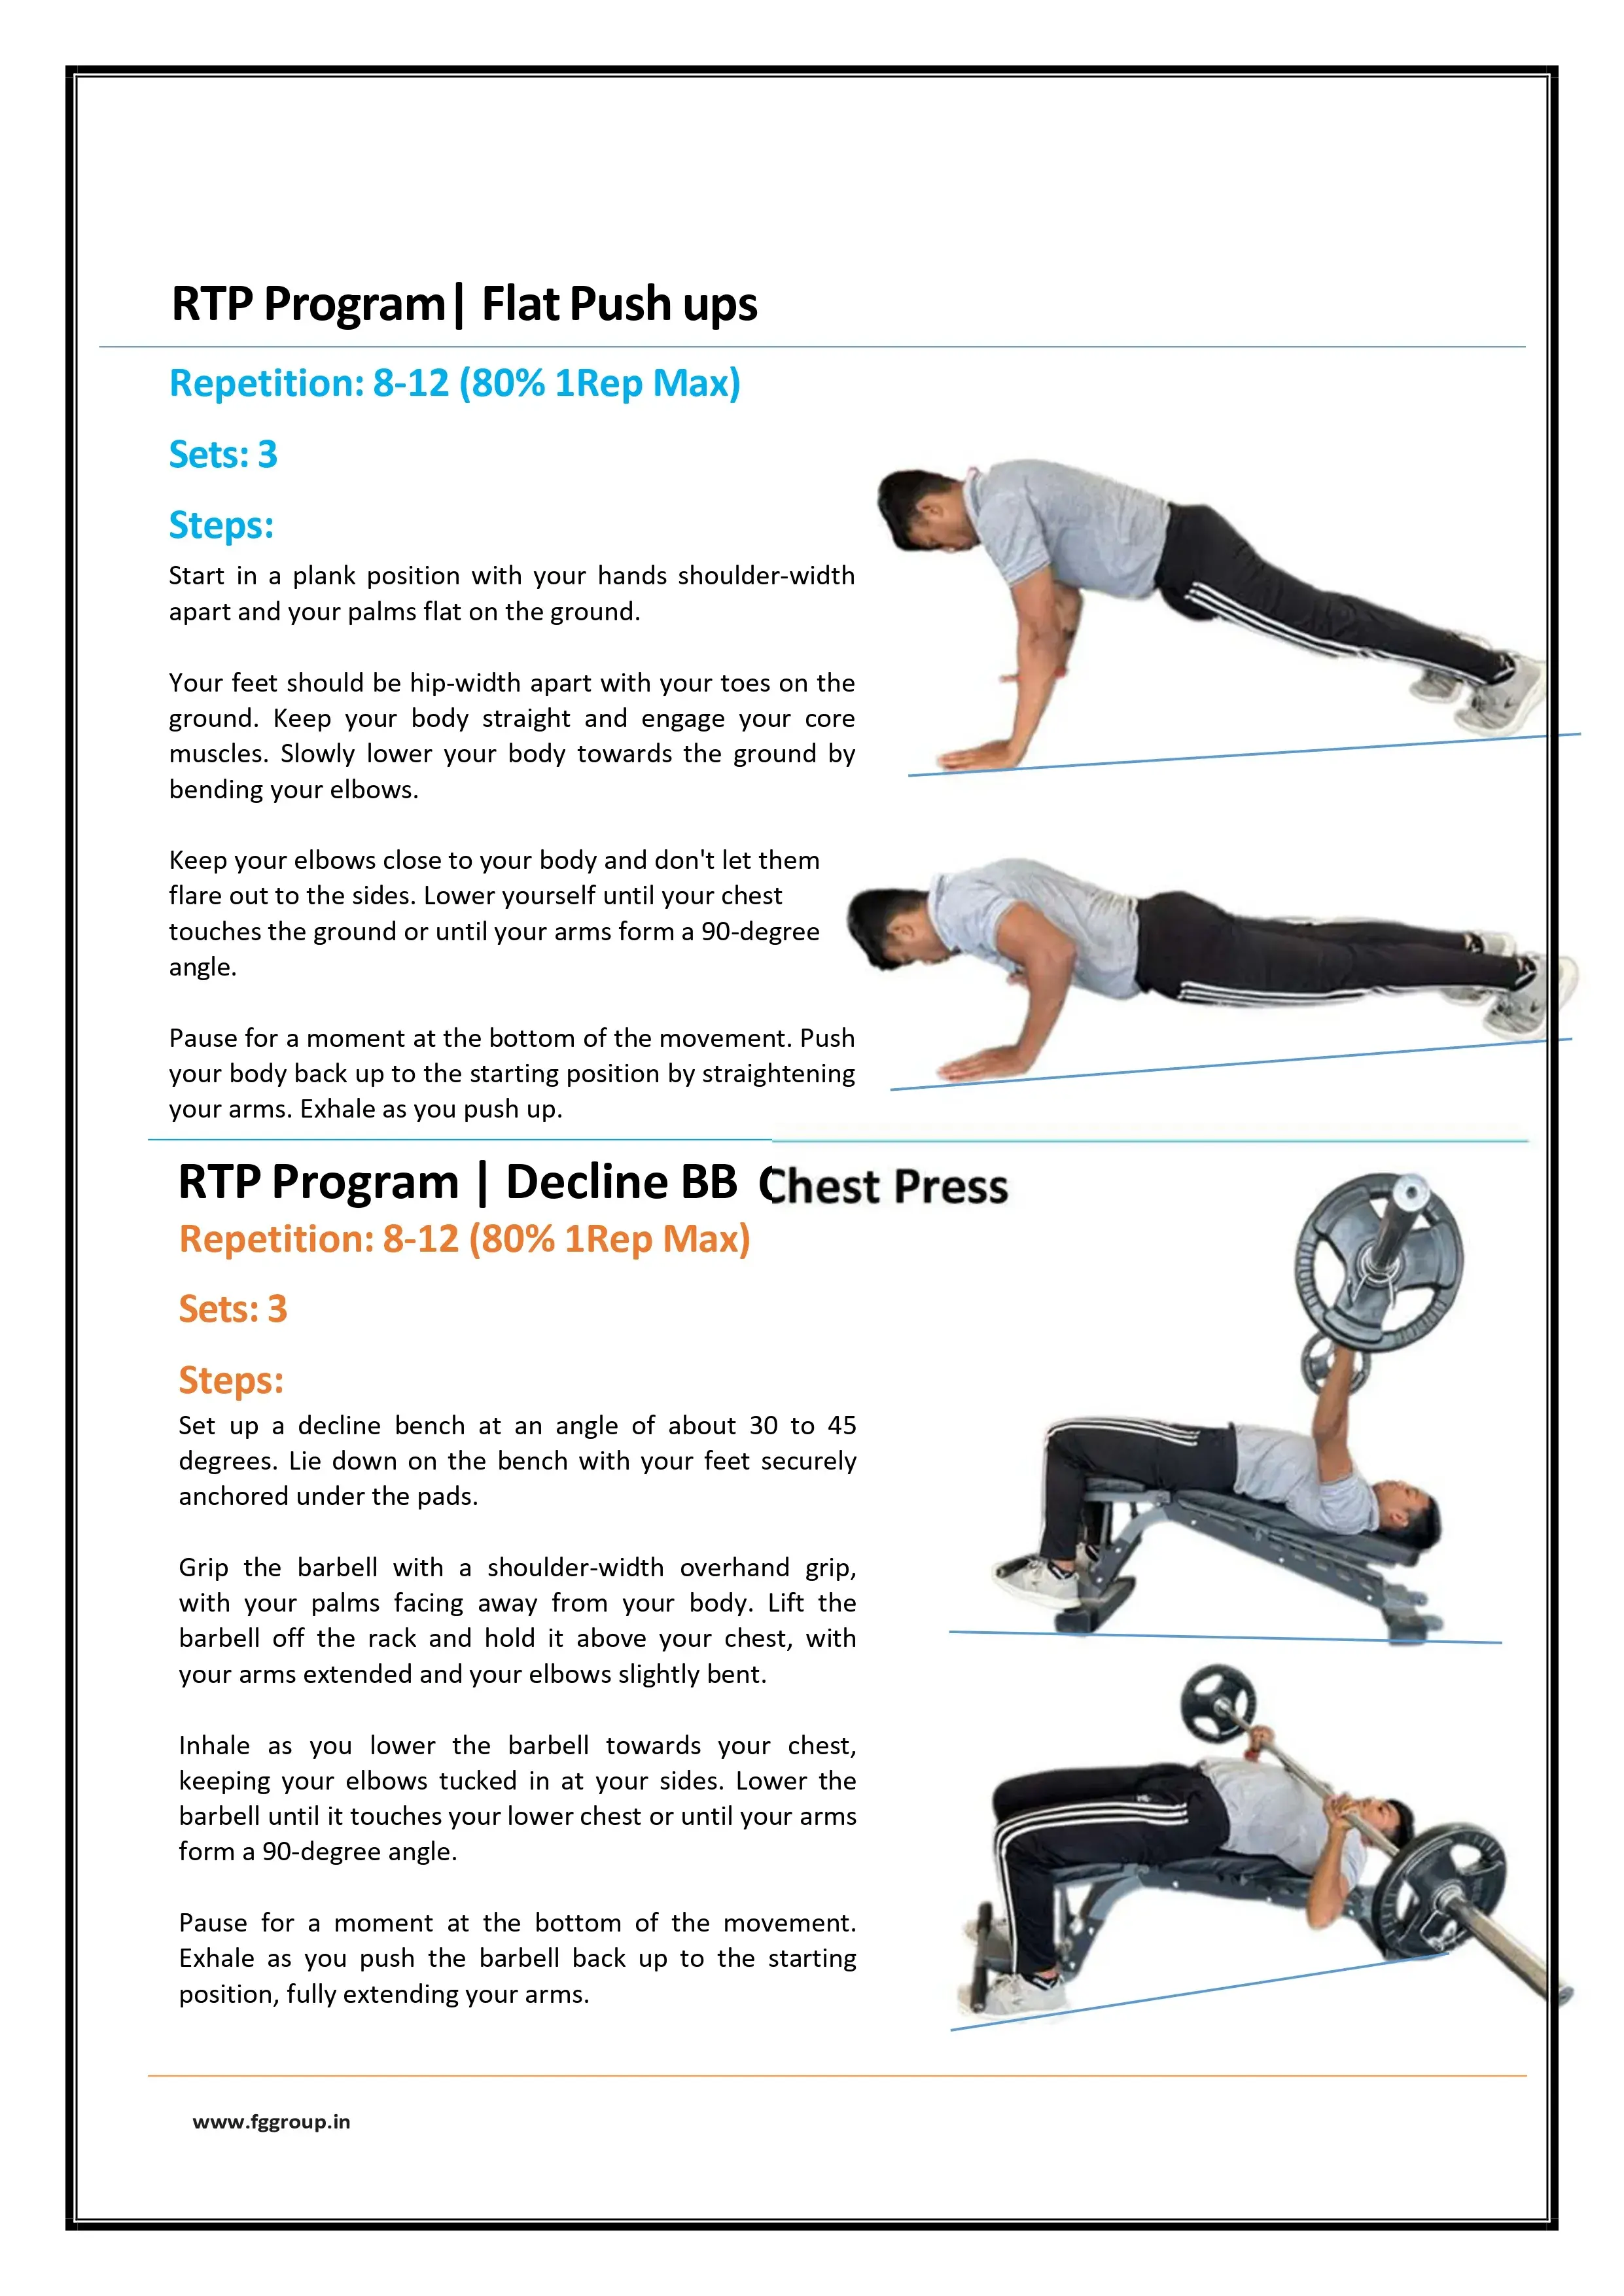 RTP Program| Flat Push ups
Repetition: 8-12 (80% 1Rep Max)
Sets: 3
Steps:
Start in a plank position with your hands shoulder-width
apart and your palms flat on the ground.
Your feet should be hip-width apart with your toes on the
ground. Keep your body straight and engage your core
muscles. Slowly lower your body towards the ground by
bending your elbows.
Keep your elbows close to your body and don't let them
flare out to the sides. Lower yourself until your chest
touches the ground or until your arms form a 90-degree
angle.
Pause for a moment at the bottom of the movement. Push
your body back up to the starting position by straightening
your arms. Exhale as you push up.
RTP Program | Decline BB Chest Press
Repetition: 8-12 (80% 1Rep Max)
Sets: 3
Steps:
Set up a decline bench at an angle of about 30 to 45
degrees. Lie down on the bench with your feet securely
anchored under the pads.
Grip the barbell with a shoulder-width overhand grip,
with your palms facing away from your body. Lift the
barbell off the rack and hold it above your chest, with
your arms extended and your elbows slightly bent.
Inhale as you lower the barbell towards your chest,
keeping your elbows tucked in at your sides. Lower the
barbell until it touches your lower chest or until your arms
form a 90-degree angle.
Pause for a moment at the bottom of the movement.
Exhale as you push the barbell back up to the starting
position, fully extending your arms.
www.fggroup.in